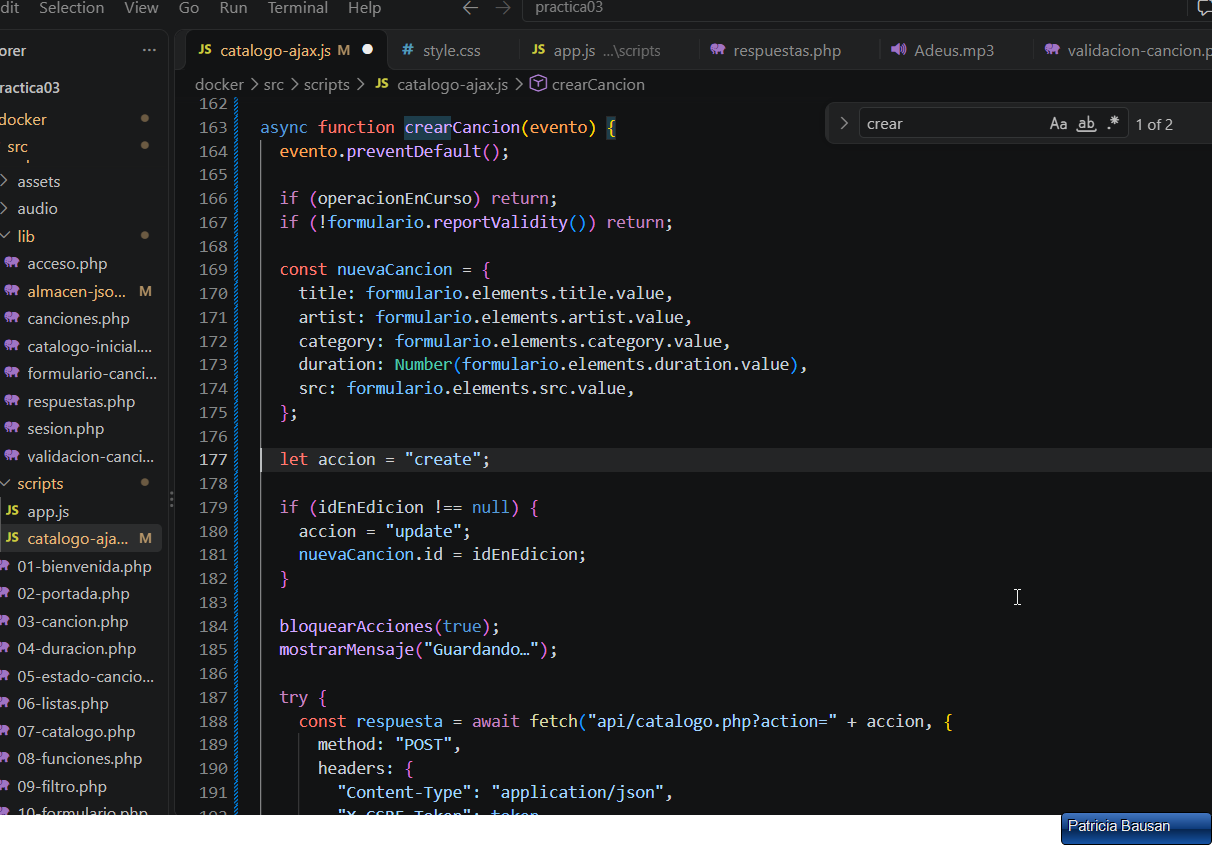 dit Selection View Go Run Terminal Help practica03
orer ...
JS catalogo-ajax.js M
# style.css
JS app.js ...\scripts
respuestas.php
Adeus.mp3
validacion-cancion.p
docker > src > scripts > JS catalogo-ajax.js > crearCancion
crear Aa ab .* 1 of 2
ractica03
docker
src
assets
audio
lib
acceso.php
almacen-jso... M
canciones.php
catalogo-inicial....
formulario-canci...
respuestas.php
sesion.php
validacion-canci...
scripts
JS app.js
JS catalogo-aja... M
01-bienvenida.php
02-portada.php
03-cancion.php
04-duracion.php
05-estado-cancio...
06-listas.php
07-catalogo.php
08-funciones.php
09-filtro.php
10-formulario.php
162
163 async function crearCancion(evento) {
164 evento.preventDefault();
165
166 if (operacionEnCurso) return;
167 if (!formulario.reportValidity()) return;
168
169 const nuevaCancion = {
170 title: formulario.elements.title.value,
171 artist: formulario.elements.artist.value,
172 category: formulario.elements.category.value,
173 duration: Number(formulario.elements.duration.value),
174 src: formulario.elements.src.value,
175 };
176
177 let accion = "create";
178
179 if (idEnEdicion !== null) {
180 accion = "update";
181 nuevaCancion.id = idEnEdicion;
182 }
183
184 bloquearAcciones(true);
185 mostrarMensaje("Guardando…");
186
187 try {
188 const respuesta = await fetch("api/catalogo.php?action=" + accion, {
189 method: "POST",
190 headers: {
191 "Content-Type": "application/json",
192 "X-CSRF-Token": token
Patricia Bausan